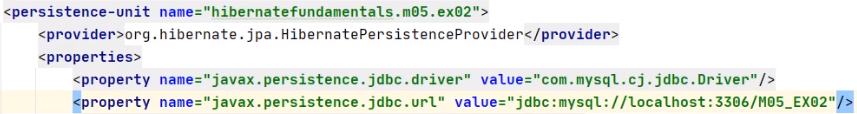 <persistence-unit name="hibernatefundamentals.m05.ex02">
<provider>org.hibernate.jpa.HibernatePersistenceProvider</provider>
<properties>
<property name="javax.persistence.jdbc.driver" value="com.mysql.cj.jdbc.Driver"/>
<property name="javax.persistence.jdbc.url" value="jdbc:mysql://localhost:3306/M05_EX02"/>